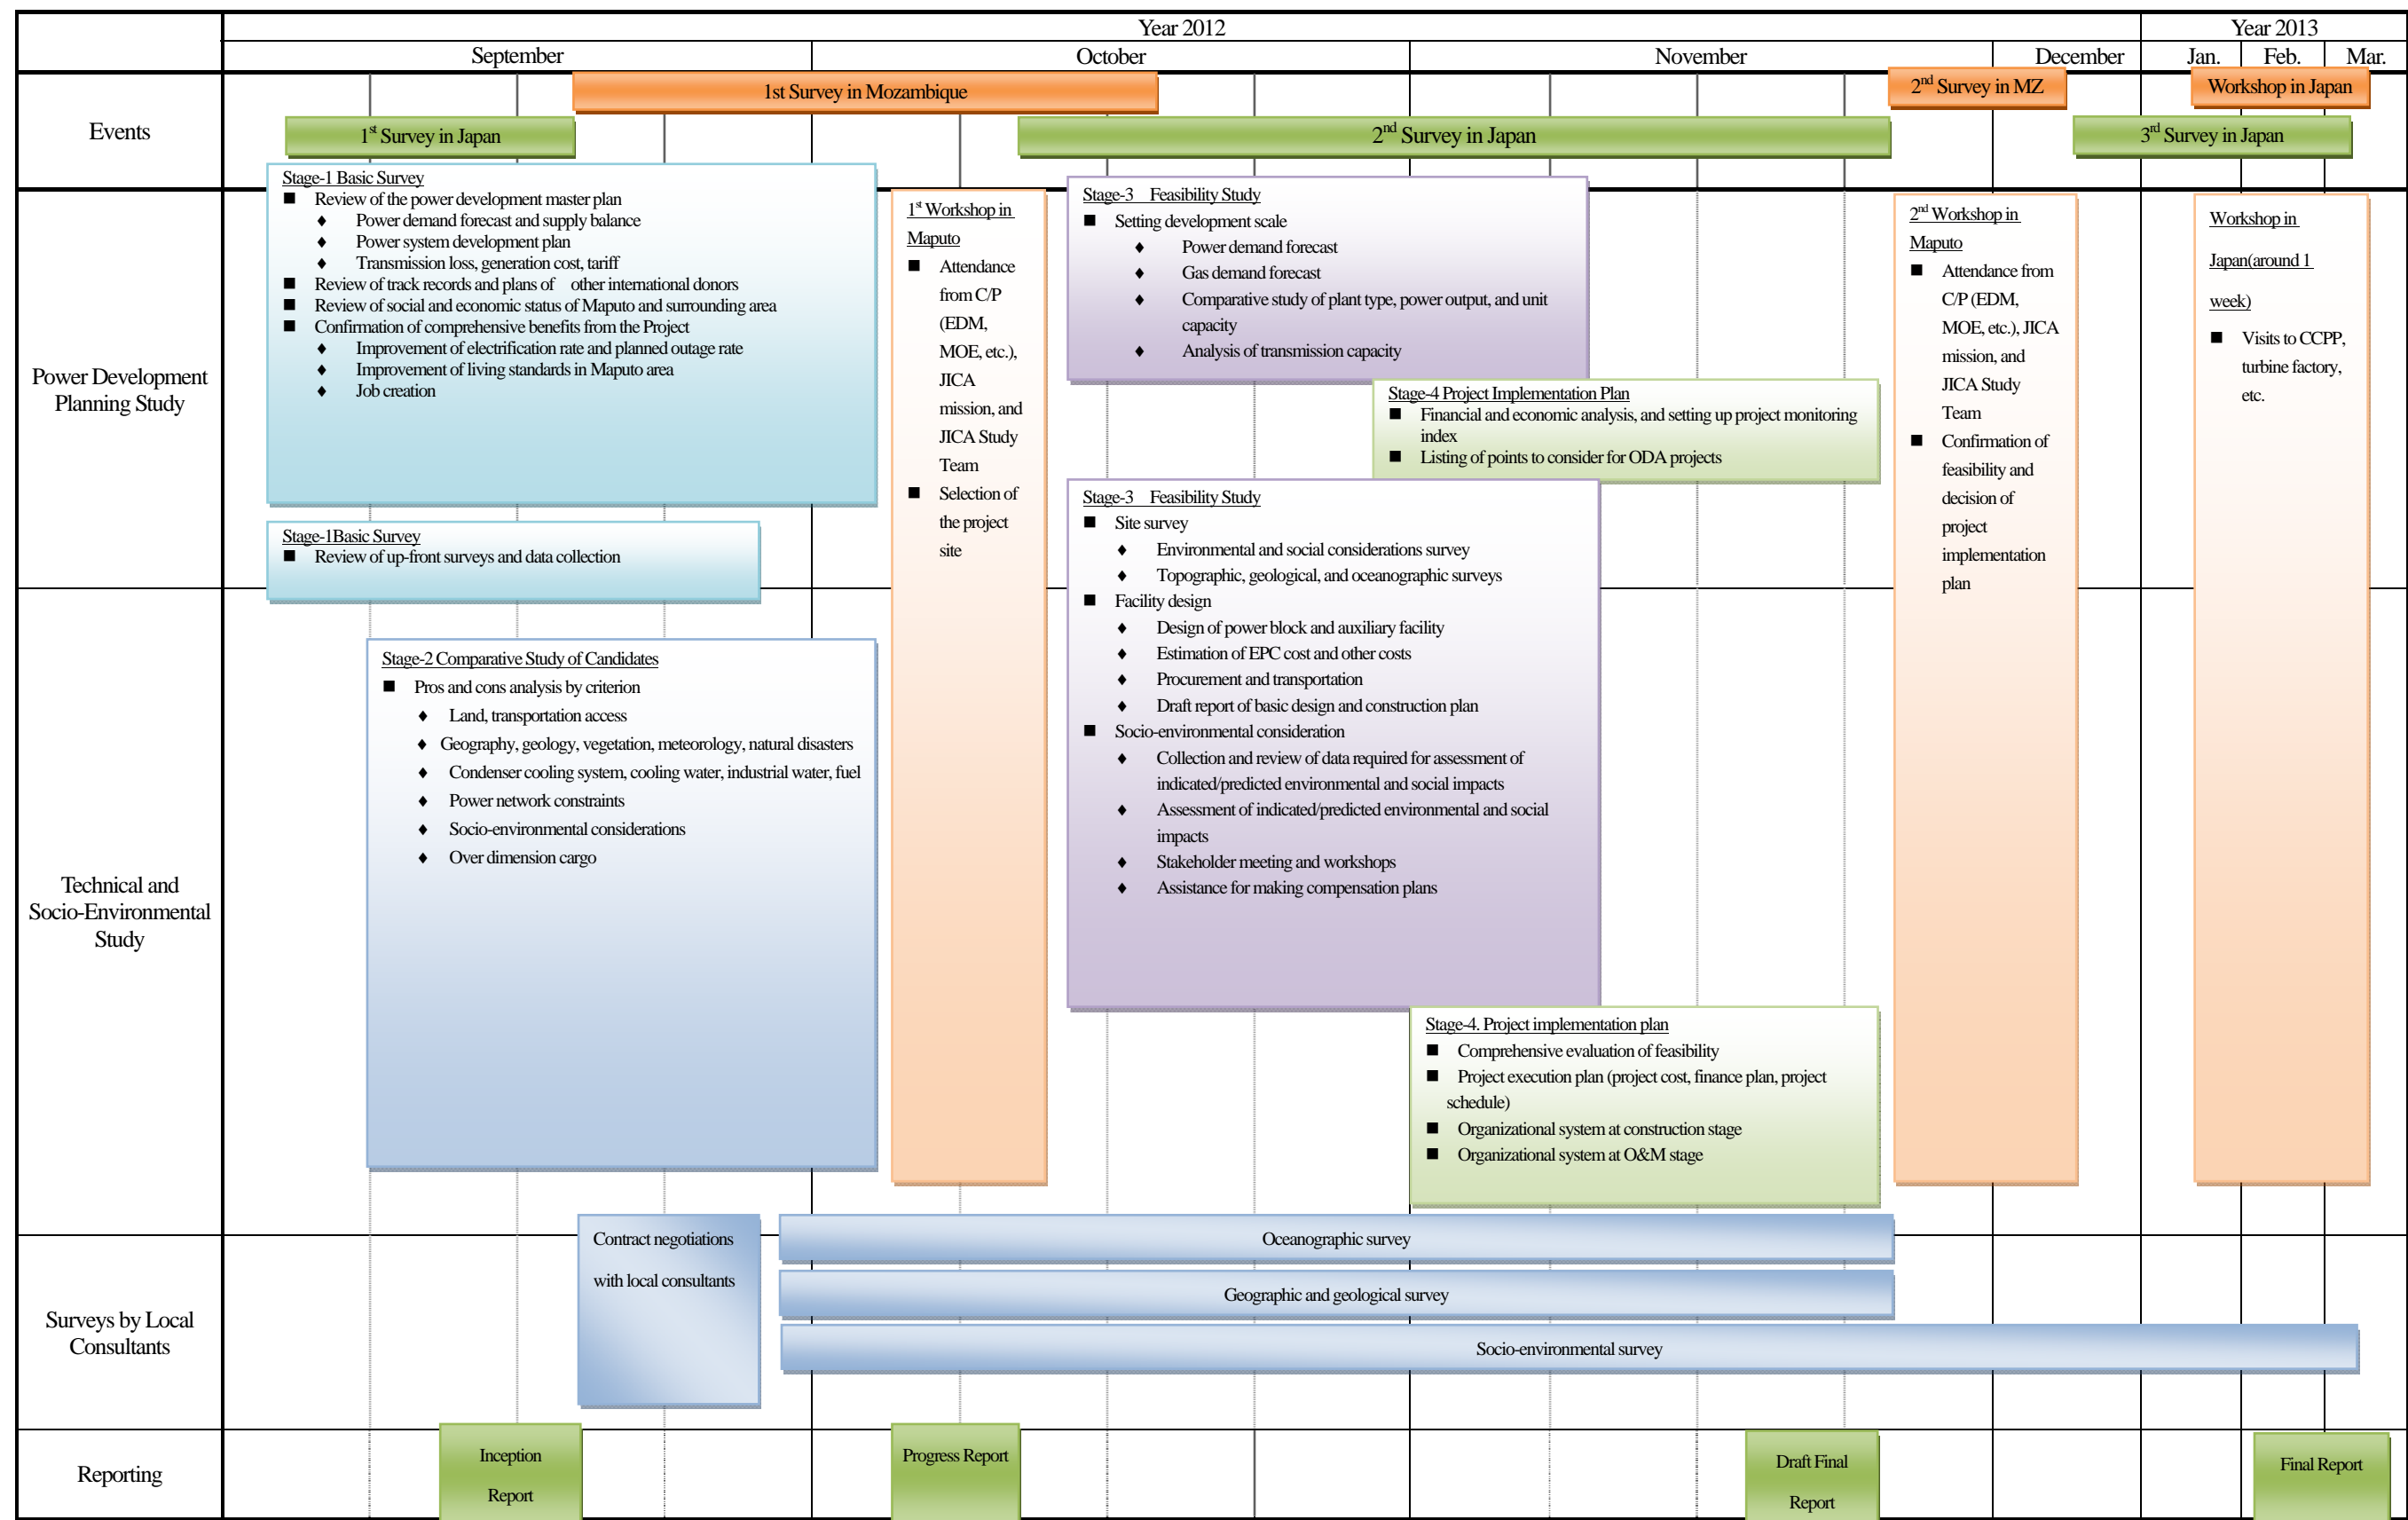 Year 2012
Year 2013
September
October
November
December
Jan.
Feb.
Mar.
Events
1st Survey in Mozambique
2nd Survey in MZ
Workshop in Japan
1st Survey in Japan
2nd Survey in Japan
3rd Survey in Japan
Power Development
Planning Study
Stage-1 Basic Survey
■ Review of the power development master plan
♦ Power demand forecast and supply balance
♦ Power system development plan
♦ Transmission loss, generation cost, tariff
■ Review of track records and plans of other international donors
■ Review of social and economic status of Maputo and surrounding area
■ Confirmation of comprehensive benefits from the Project
♦ Improvement of electrification rate and planned outage rate
♦ Improvement of living standards in Maputo area
♦ Job creation
Stage-1Basic Survey
■ Review of up-front surveys and data collection
1st Workshop in
Maputo
■ Attendance
from C/P
(EDM,
MOE, etc.),
JICA
mission, and
JICA Study
Team
■ Selection of
the project
site
Stage-3 Feasibility Study
■ Setting development scale
♦ Power demand forecast
♦ Gas demand forecast
♦ Comparative study of plant type, power output, and unit
capacity
♦ Analysis of transmission capacity
Stage-4 Project Implementation Plan
■ Financial and economic analysis, and setting up project monitoring
index
■ Listing of points to consider for ODA projects
2nd Workshop in
Maputo
■ Attendance from
C/P (EDM,
MOE, etc.), JICA
mission, and
JICA Study
Team
■ Confirmation of
feasibility and
decision of
project
implementation
plan
Workshop in
Japan(around 1
week)
■ Visits to CCPP,
turbine factory,
etc.
Technical and
Socio-Environmental
Study
Stage-2 Comparative Study of Candidates
■ Pros and cons analysis by criterion
♦ Land, transportation access
♦ Geography, geology, vegetation, meteorology, natural disasters
♦ Condenser cooling system, cooling water, industrial water, fuel
♦ Power network constraints
♦ Socio-environmental considerations
♦ Over dimension cargo
Stage-3 Feasibility Study
■ Site survey
♦ Environmental and social considerations survey
♦ Topographic, geological, and oceanographic surveys
■ Facility design
♦ Design of power block and auxiliary facility
♦ Estimation of EPC cost and other costs
♦ Procurement and transportation
♦ Draft report of basic design and construction plan
■ Socio-environmental consideration
♦ Collection and review of data required for assessment of
indicated/predicted environmental and social impacts
♦ Assessment of indicated/predicted environmental and social
impacts
♦ Stakeholder meeting and workshops
♦ Assistance for making compensation plans
Stage-4. Project implementation plan
■ Comprehensive evaluation of feasibility
■ Project execution plan (project cost, finance plan, project
schedule)
■ Organizational system at construction stage
■ Organizational system at O&M stage
Surveys by Local
Consultants
Contract negotiations
with local consultants
Oceanographic survey
Geographic and geological survey
Socio-environmental survey
Reporting
Inception
Report
Progress Report
Draft Final
Report
Final Report